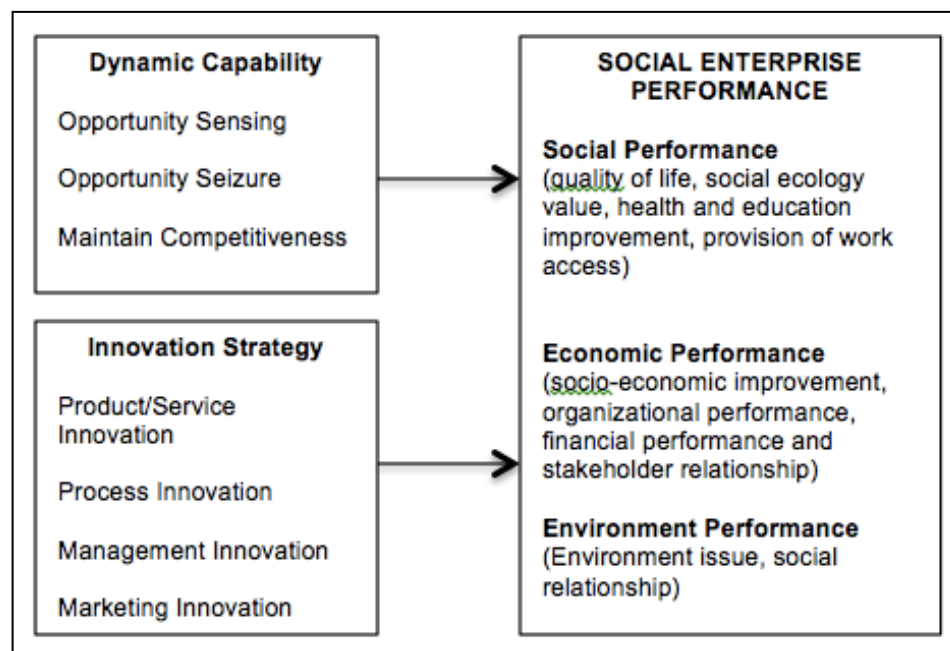 Dynamic Capability
Opportunity Sensing
Opportunity Seizure
Maintain Competitiveness
Innovation Strategy
Product/Service
Innovation
Process Innovation
Management Innovation
Marketing Innovation
SOCIAL ENTERPRISE
PERFORMANCE
Social Performance
(quality of life, social ecology
value, health and education
improvement, provision of work
access)
Economic Performance
(socio-economic improvement,
organizational performance,
financial performance and
stakeholder relationship)
Environment Performance
(Environment issue, social
relationship)